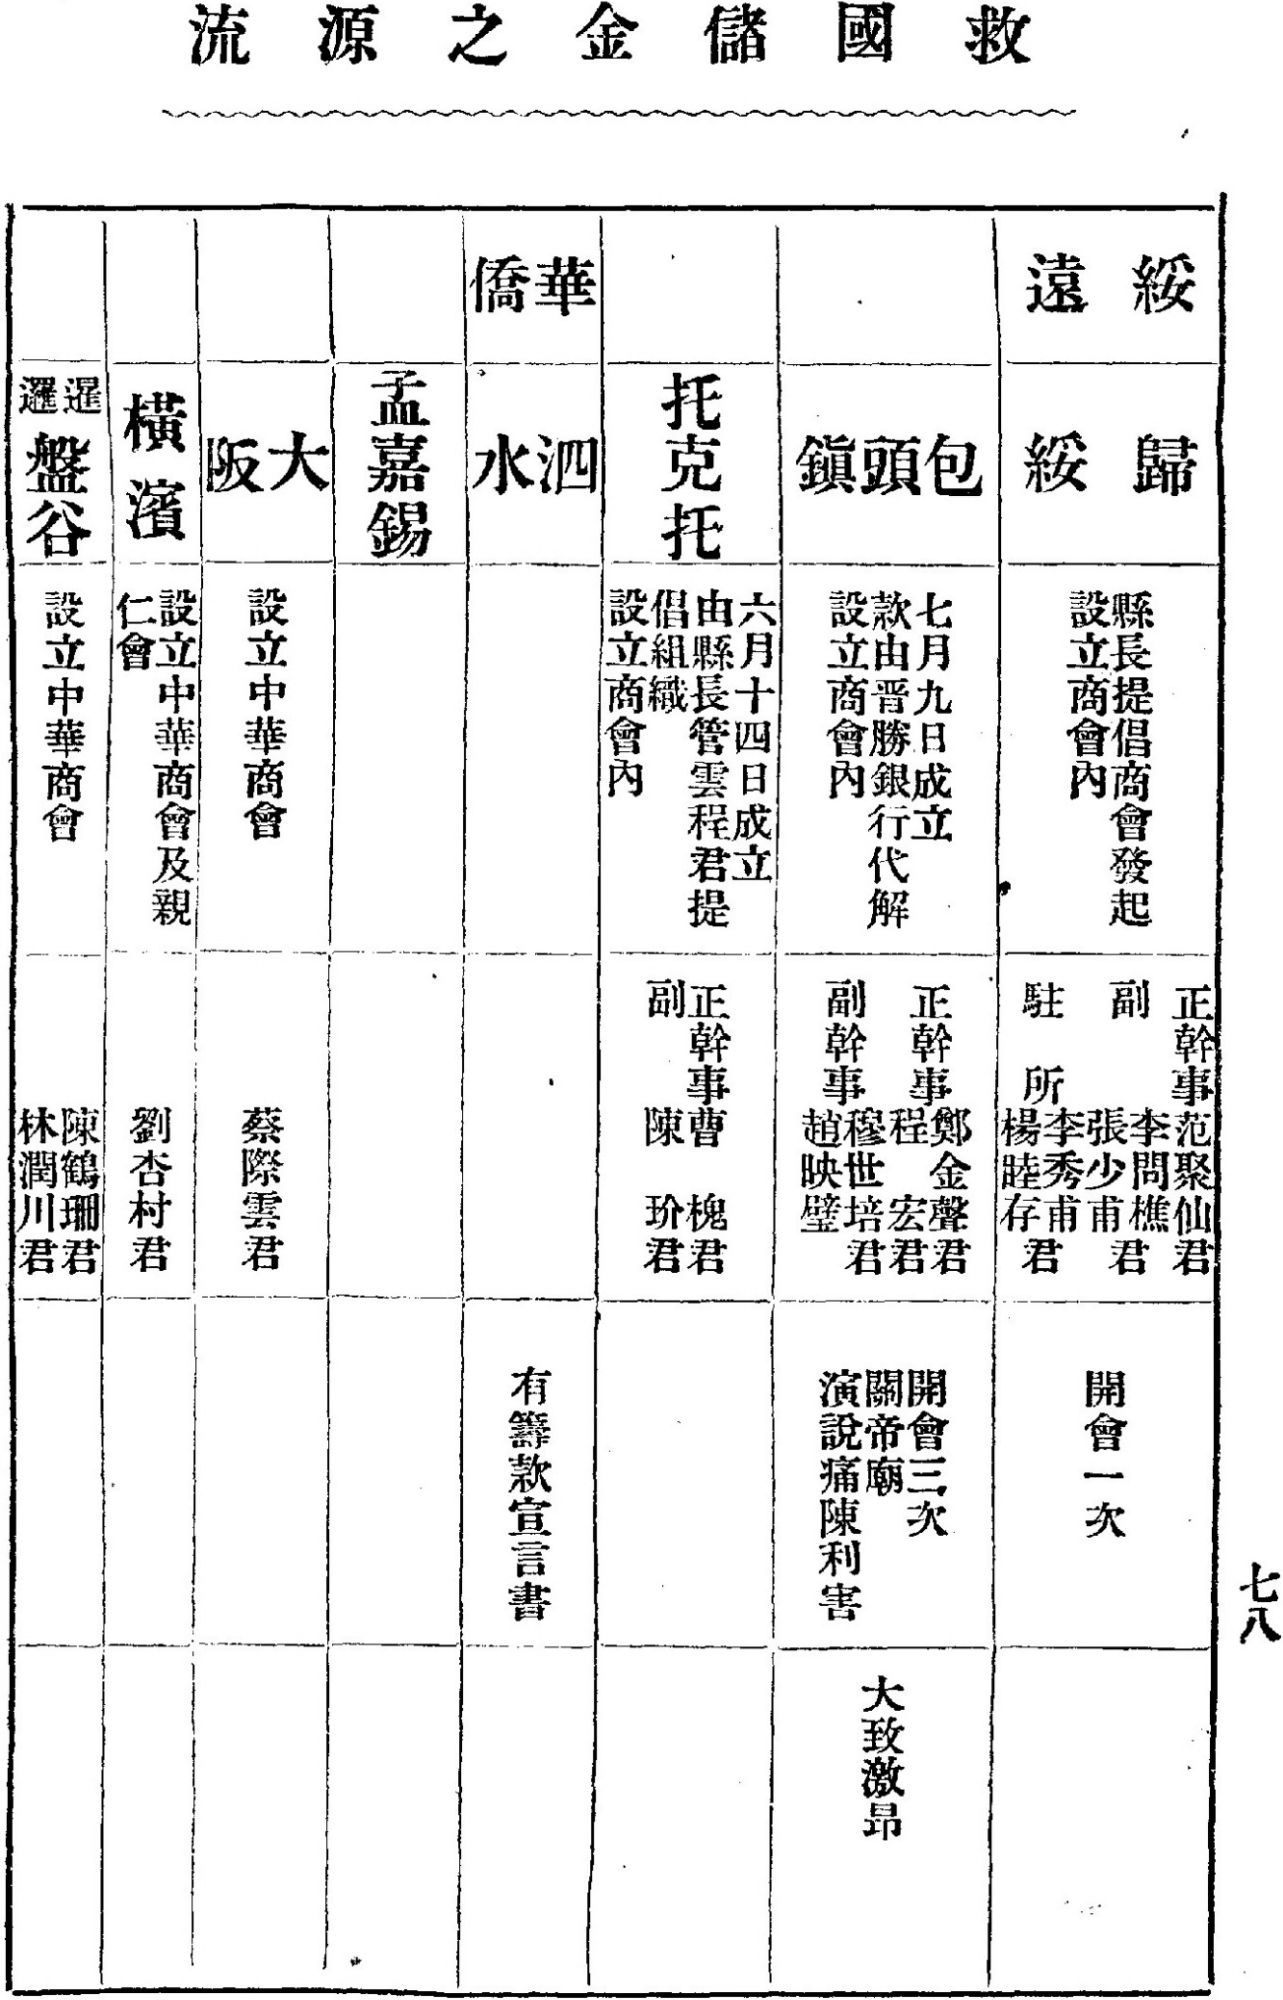 救國儲金之源流
綏遠
歸綏
縣長提倡商會發起
設立商會內
正幹事范聚仙君
副　李問樵君
張少甫
駐所李秀甫君
楊睦存
開會一次
包頭鎮
七月九日成立
款由晋勝銀行代解
設立商會內
正幹事鄭金聲君
程宏君
副幹事穆世培君
趙映璧
開會三次
關帝廟
演說痛陳利害
大致激昻
托克托
六月十四日成立
由縣長管雲程君提
倡組織
設立商會內
正幹事曹　槐君
副　　陳　玠君
華僑
泗水
有籌款宣言書
孟嘉錫
大阪
設立中華商會
蔡際雲君
橫濱
設立中華商會及親
仁會
劉杏村君
暹邏
盤谷
設立中華商會
陳鶴珊君
林潤川君
七八